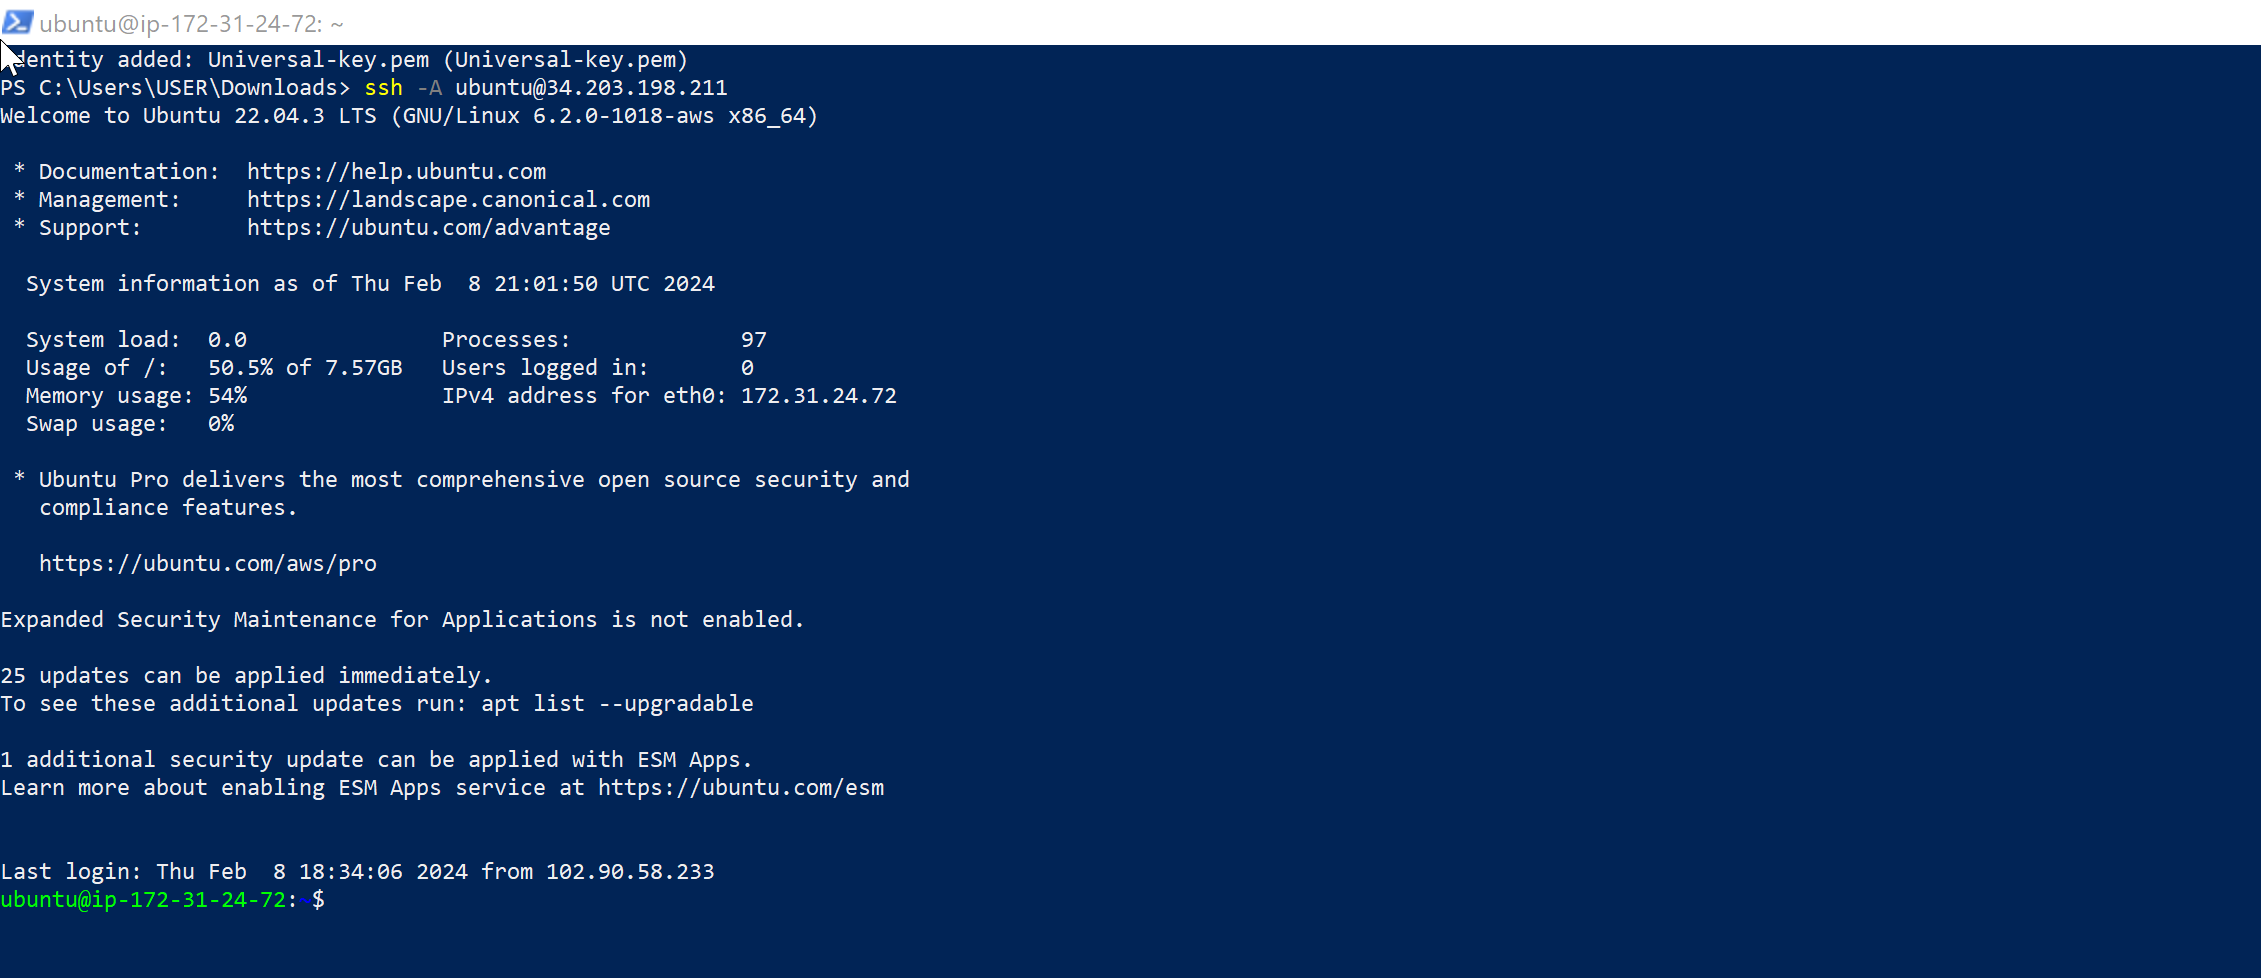 ubuntu@ip-172-31-24-72: ~
dentity added: Universal-key.pem (Universal-key.pem)
PS C:\Users\USER\Downloads> ssh -A ubuntu@34.203.198.211
Welcome to Ubuntu 22.04.3 LTS (GNU/Linux 6.2.0-1018-aws x86_64)
* Documentation:  https://help.ubuntu.com
* Management:     https://landscape.canonical.com
* Support:        https://ubuntu.com/advantage
System information as of Thu Feb  8 21:01:50 UTC 2024
System load:  0.0               Processes:             97
Usage of /:   50.5% of 7.57GB   Users logged in:       0
Memory usage: 54%               IPv4 address for eth0: 172.31.24.72
Swap usage:   0%
* Ubuntu Pro delivers the most comprehensive open source security and
compliance features.
https://ubuntu.com/aws/pro
Expanded Security Maintenance for Applications is not enabled.
25 updates can be applied immediately.
To see these additional updates run: apt list --upgradable
1 additional security update can be applied with ESM Apps.
Learn more about enabling ESM Apps service at https://ubuntu.com/esm
Last login: Thu Feb  8 18:34:06 2024 from 102.90.58.233
ubuntu@ip-172-31-24-72:~$